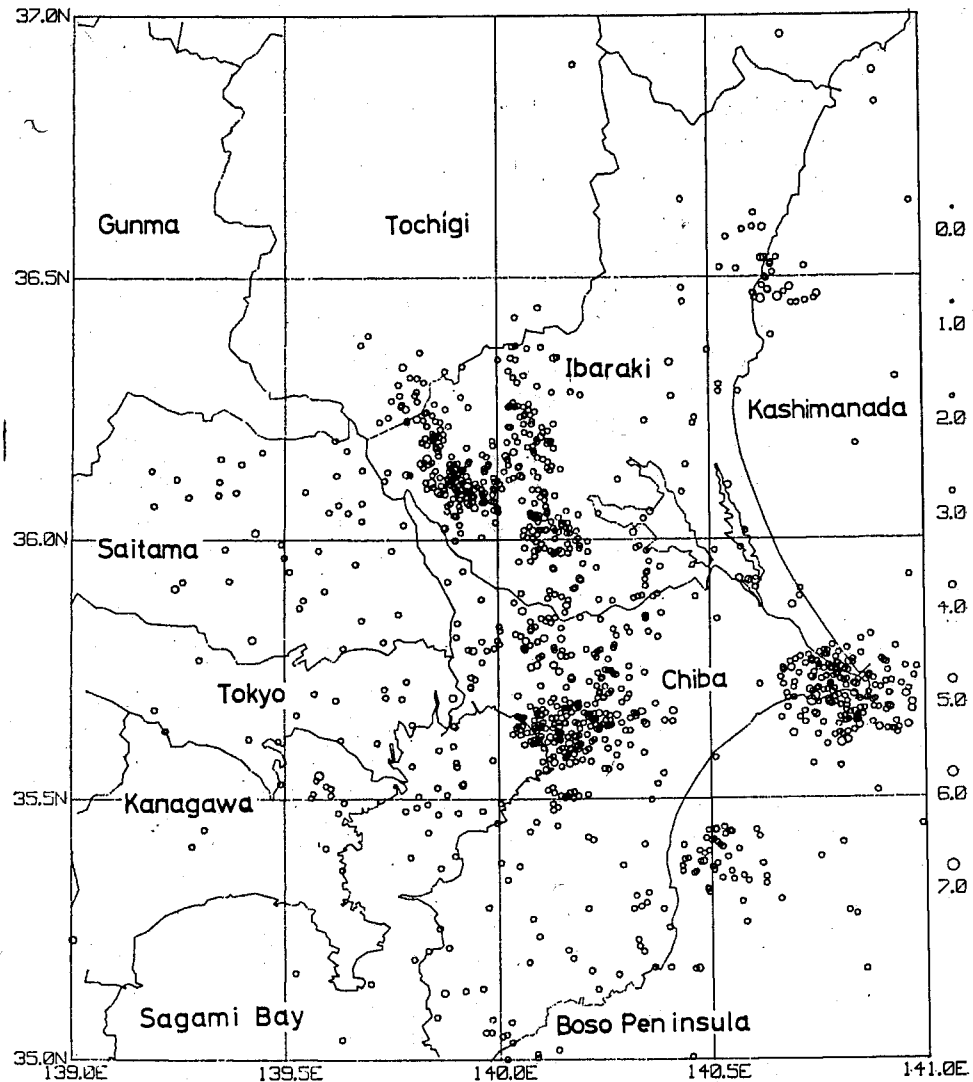 37.0N
Gunma
Tochigi
0.0
36.5N
1.0
Ibaraki
Kashimanada
2.0
3.0
36.0N
Saitama
4.0
Chiba
Tokyo
5.0
35.5N
6.0
Kanagawa
7.0
Sagami Bay
Boso Peninsula
35.0N
139.0E
139.5E
140.0E
140.5E
141.0E